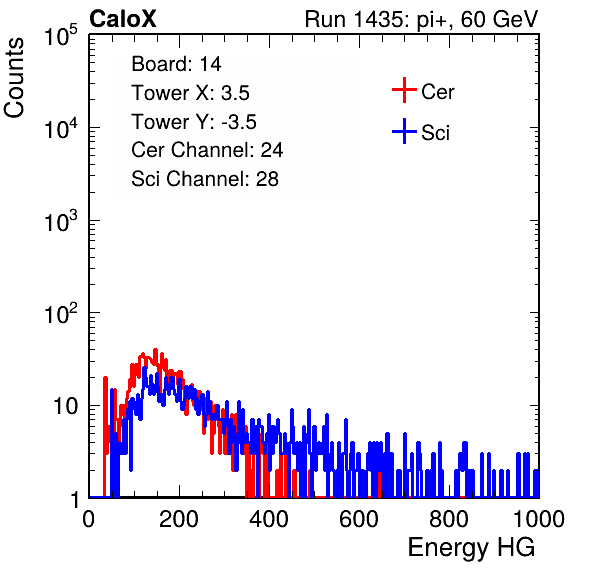 CaloX Run 1435: pi+, 60 GeV
Counts
10^5
10^4
10^3
10^2
10
1
Board: 14
Tower X: 3.5
Tower Y: -3.5
Cer Channel: 24
Sci Channel: 28
Cer
Sci
0 200 400 600 800 1000
Energy HG